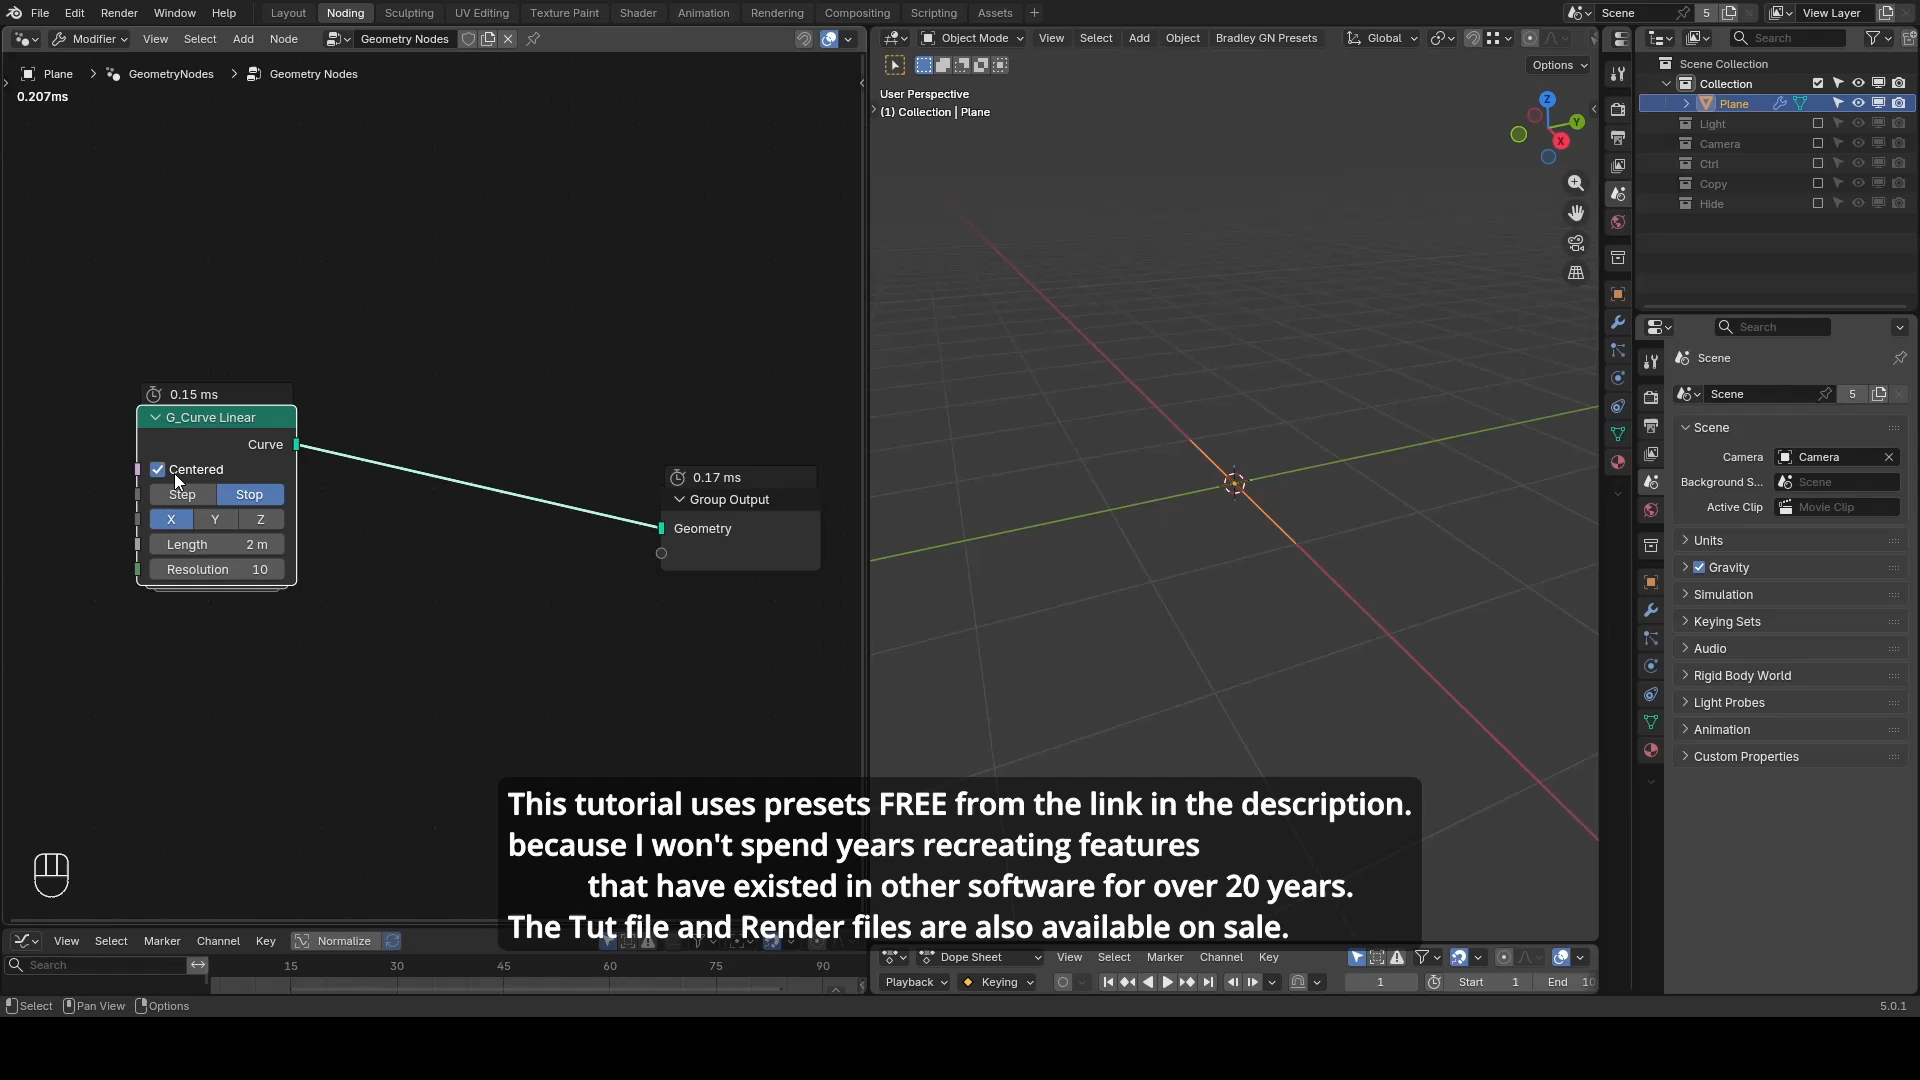 File Edit Render Window Help Layout Noding Sculpting UV Editing Texture Paint Shader Animation Rendering Compositing Scripting Assets + Scene 5 View Layer
Modifier View Select Add Node Geometry Nodes
Object Mode View Select Add Object Bradley GN Presets Global
Search
Options
Plane GeometryNodes Geometry Nodes
0.207ms
User Perspective
(1) Collection | Plane
Z
Y
X
Scene Collection
Collection
Plane
Light
Camera
Ctrl
Copy
Hide
Search
Scene
Scene 5
Scene
Camera Camera
Background S... Scene
Active Clip Movie Clip
Units
Gravity
Simulation
Keying Sets
Audio
Rigid Body World
Light Probes
Animation
Custom Properties
0.15 ms
G_Curve Linear
Curve
Centered
Step Stop
X Y Z
Length 2 m
Resolution 10
0.17 ms
Group Output
Geometry
This tutorial uses presets FREE from the link in the description.
because I won't spend years recreating features
that have existed in other software for over 20 years.
The Tut file and Render files are also available on sale.
View Select Marker Channel Key Normalize
Search
15 30 45 60 75 90
Dope Sheet View Select Marker Channel Key
Playback Keying 1 Start 1 End 10
Select Pan View Options
5.0.1